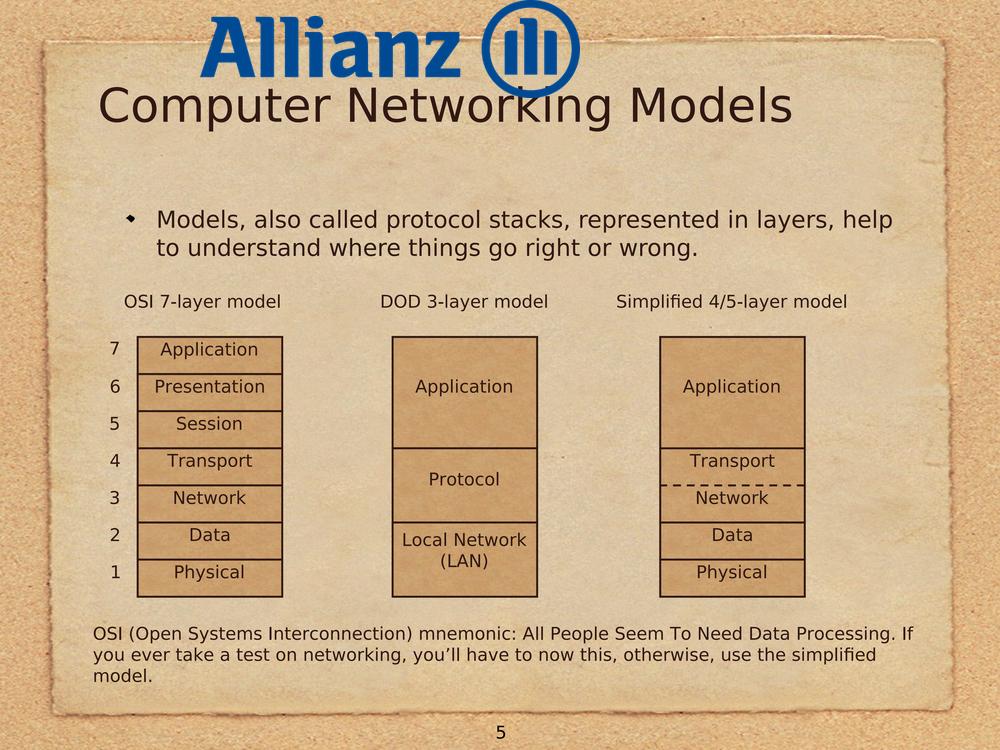 Allianz
Computer Networking Models
Models, also called protocol stacks, represented in layers, help
to understand where things go right or wrong.
OSI 7-layer model
DOD 3-layer model
Simplified 4/5-layer model
7 Application
6 Presentation
5 Session
4 Transport
3 Network
2 Data
1 Physical
Application
Protocol
Local Network
(LAN)
Application
Transport
Network
Data
Physical
OSI (Open Systems Interconnection) mnemonic: All People Seem To Need Data Processing. If
you ever take a test on networking, you’ll have to now this, otherwise, use the simplified
model.
5